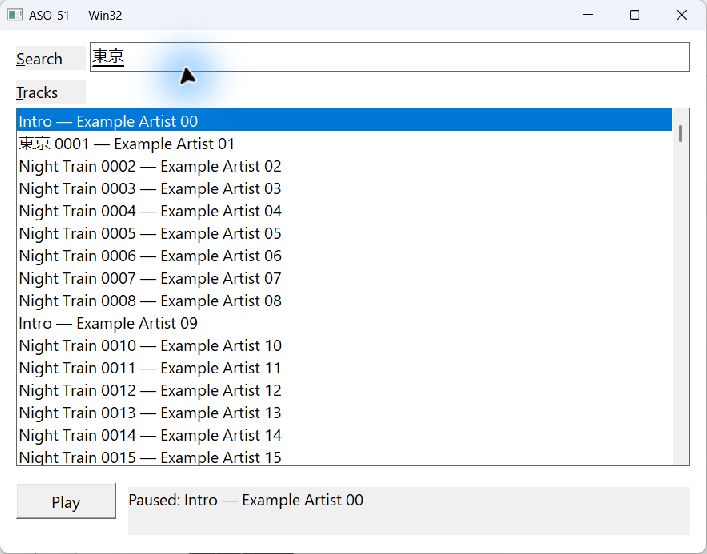 ASO 51 Win32
Search 東京
Tracks
Intro — Example Artist 00
東京 0001 — Example Artist 01
Night Train 0002 — Example Artist 02
Night Train 0003 — Example Artist 03
Night Train 0004 — Example Artist 04
Night Train 0005 — Example Artist 05
Night Train 0006 — Example Artist 06
Night Train 0007 — Example Artist 07
Night Train 0008 — Example Artist 08
Intro — Example Artist 09
Night Train 0010 — Example Artist 10
Night Train 0011 — Example Artist 11
Night Train 0012 — Example Artist 12
Night Train 0013 — Example Artist 13
Night Train 0014 — Example Artist 14
Night Train 0015 — Example Artist 15
Play Paused: Intro — Example Artist 00